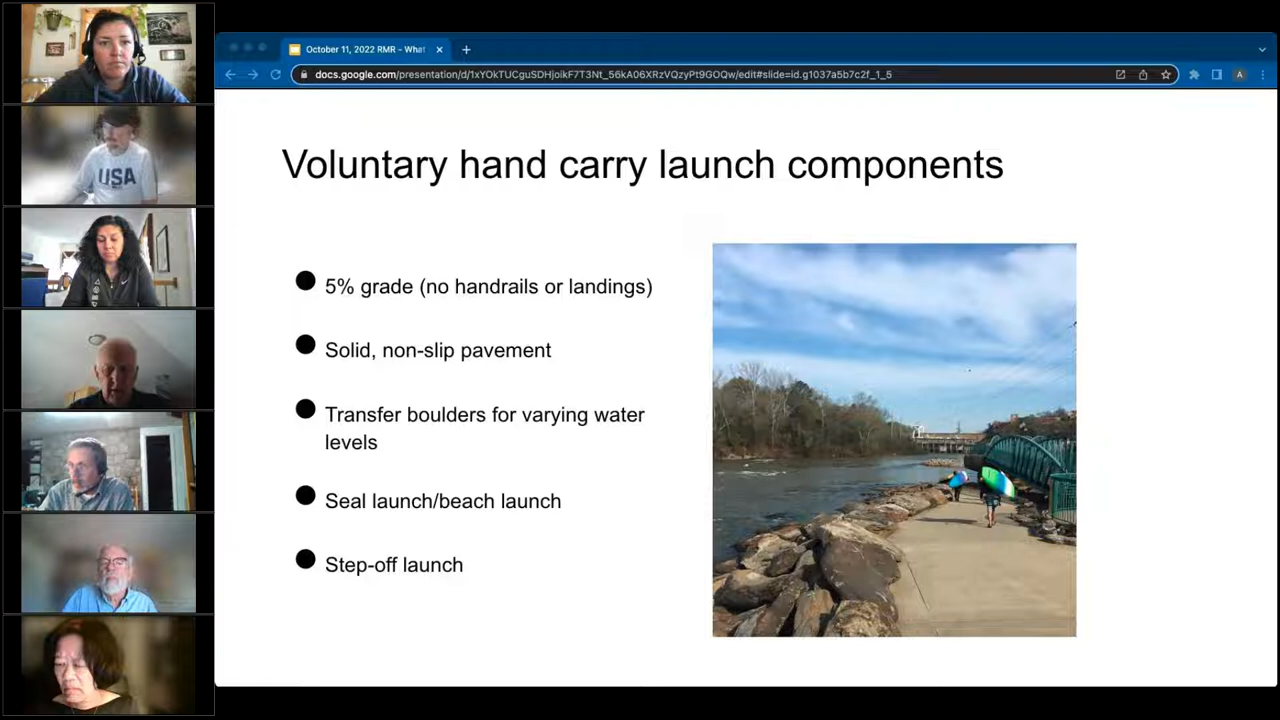 October 11, 2022 RMR - What
docs.google.com/presentation/d/1xYOkTUCguSDHjoikF7T3Nt_56kA06XRzVQzyPt9GOQw/edit#slide=id.g1037a5b7c2f_1_5
A
USA
Voluntary hand carry launch components
5% grade (no handrails or landings)
Solid, non-slip pavement
Transfer boulders for varying water
levels
Seal launch/beach launch
Step-off launch